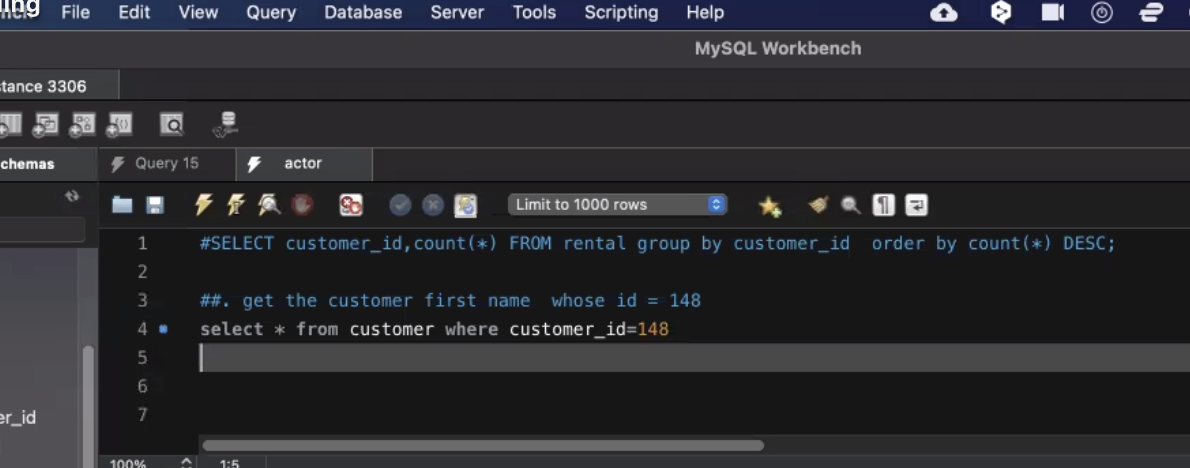 File Edit View Query Database Server Tools Scripting Help
MySQL Workbench
tance 3306
chemas
Query 15
actor
Limit to 1000 rows
1 #SELECT customer_id,count(*) FROM rental group by customer_id  order by count(*) DESC;
2
3 ##. get the customer first name  whose id = 148
4 select * from customer where customer_id=148
5
6
7
er_id
100% 1:5